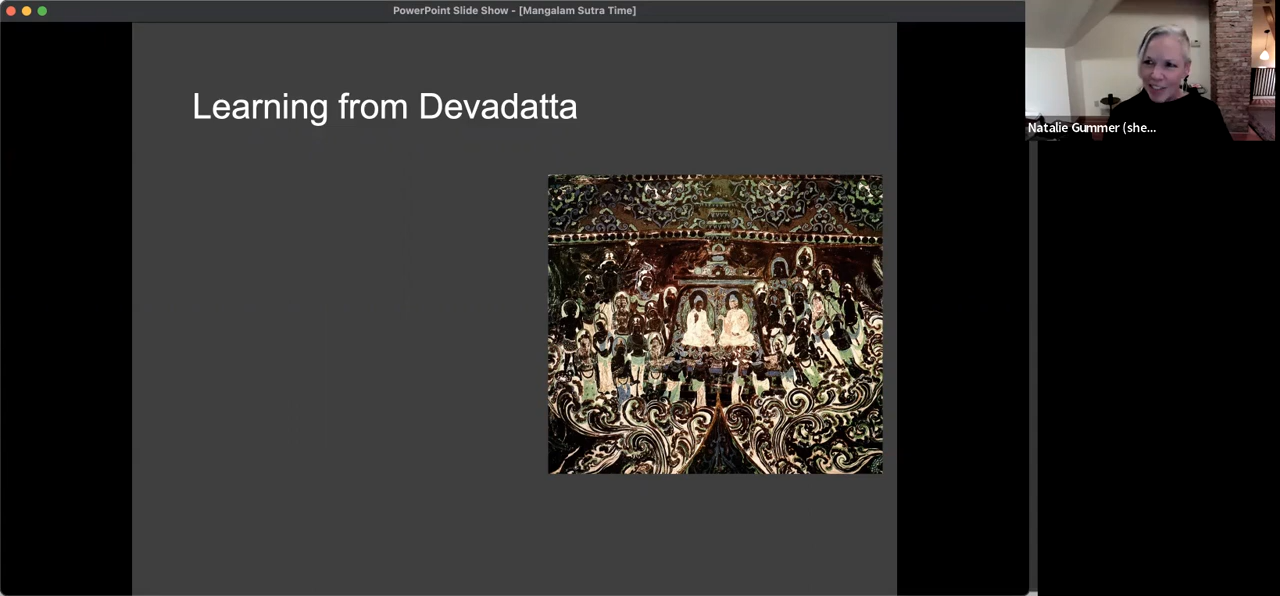 PowerPoint Slide Show - [Mangalam Sutra Time]
Learning from Devadatta
Natalie Gummer (she...